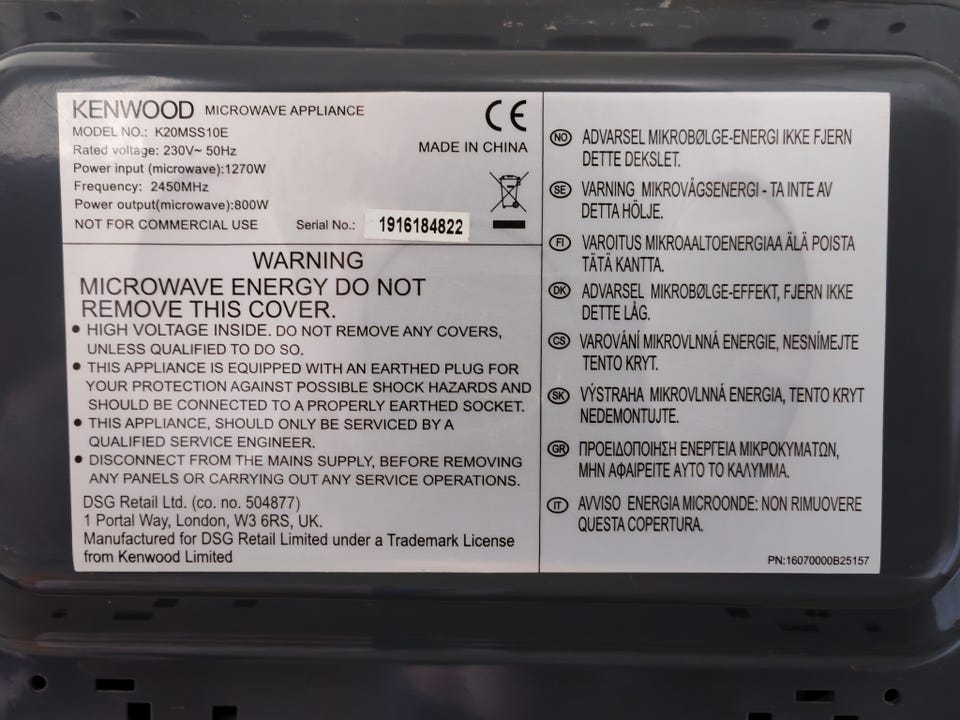 KENWOOD MICROWAVE APPLIANCE
MODEL NO.: K20MSS10E
Rated voltage: 230V~ 50Hz
Power input (microwave):1270W
Frequency: 2450MHz
Power output(microwave):800W
NOT FOR COMMERCIAL USE
CE
MADE IN CHINA
Serial No.: 1916184822
WARNING
MICROWAVE ENERGY DO NOT
REMOVE THIS COVER.
• HIGH VOLTAGE INSIDE. DO NOT REMOVE ANY COVERS,
UNLESS QUALIFIED TO DO SO.
• THIS APPLIANCE IS EQUIPPED WITH AN EARTHED PLUG FOR
YOUR PROTECTION AGAINST POSSIBLE SHOCK HAZARDS AND
SHOULD BE CONNECTED TO A PROPERLY EARTHED SOCKET.
• THIS APPLIANCE, SHOULD ONLY BE SERVICED BY A
QUALIFIED SERVICE ENGINEER.
• DISCONNECT FROM THE MAINS SUPPLY, BEFORE REMOVING
ANY PANELS OR CARRYING OUT ANY SERVICE OPERATIONS.
DSG Retail Ltd. (co. no. 504877)
1 Portal Way, London, W3 6RS, UK.
Manufactured for DSG Retail Limited under a Trademark License
from Kenwood Limited
NO ADVARSEL MIKROBØLGE-ENERGI IKKE FJERN
DETTE DEKSLET.
SE VARNING MIKROVÅGSENERGI - TA INTE AV
DETTA HÖLJE.
FI VAROITUS MIKROAALTOENERGIAA ÄLÄ POISTA
TÄTÄ KANTTA.
DK ADVARSEL MIKROBØLGE-EFFEKT, FJERN IKKE
DETTE LÅG.
CS VAROVÁNÍ MIKROVLNNÁ ENERGIE, NESNÍMEJTE
TENTO KRYT.
SK VÝSTRAHA MIKROVLNNÁ ENERGIA, TENTO KRYT
NEDEMONTUJTE.
GR ΠΡΟΕΙΔΟΠΟΙΗΣΗ ΕΝΕΡΓΕΙΑ ΜΙΚΡΟΚΥΜΑΤΩΝ,
ΜΗΝ ΑΦΑΙΡΕΙΤΕ ΑΥΤΟ ΤΟ ΚΑΛΥΜΜΑ.
IT AVVISO ENERGIA MICROONDE: NON RIMUOVERE
QUESTA COPERTURA.
PN:16070000B25157